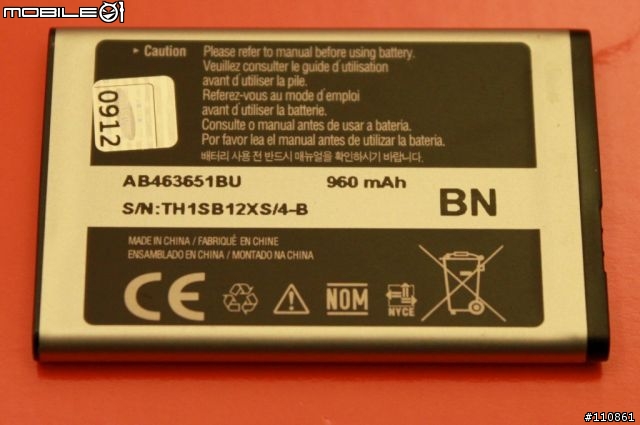 MOBILE01
Caution Please refer to manual before using battery.
Veuillez consulter le guide d'utilisation
avant d'utiliser la pile.
Referez-vous au mode d'emploi
avant d'utiliser la batterie.
Consulte o manual antes de usar a bateria.
Por favor lea el manual antes de utilizar la bateria.
배터리 사용 전 반드시 매뉴얼을 확인하시기 바랍니다.
0912
AB463651BU 960 mAh
S/N:TH1SB12XS/4-B
BN
MADE IN CHINA / FABRIQUÉ EN CHINE
ENSAMBLADO EN CHINA / MONTADO NA CHINA
CE
NOM
NYCE
#110861